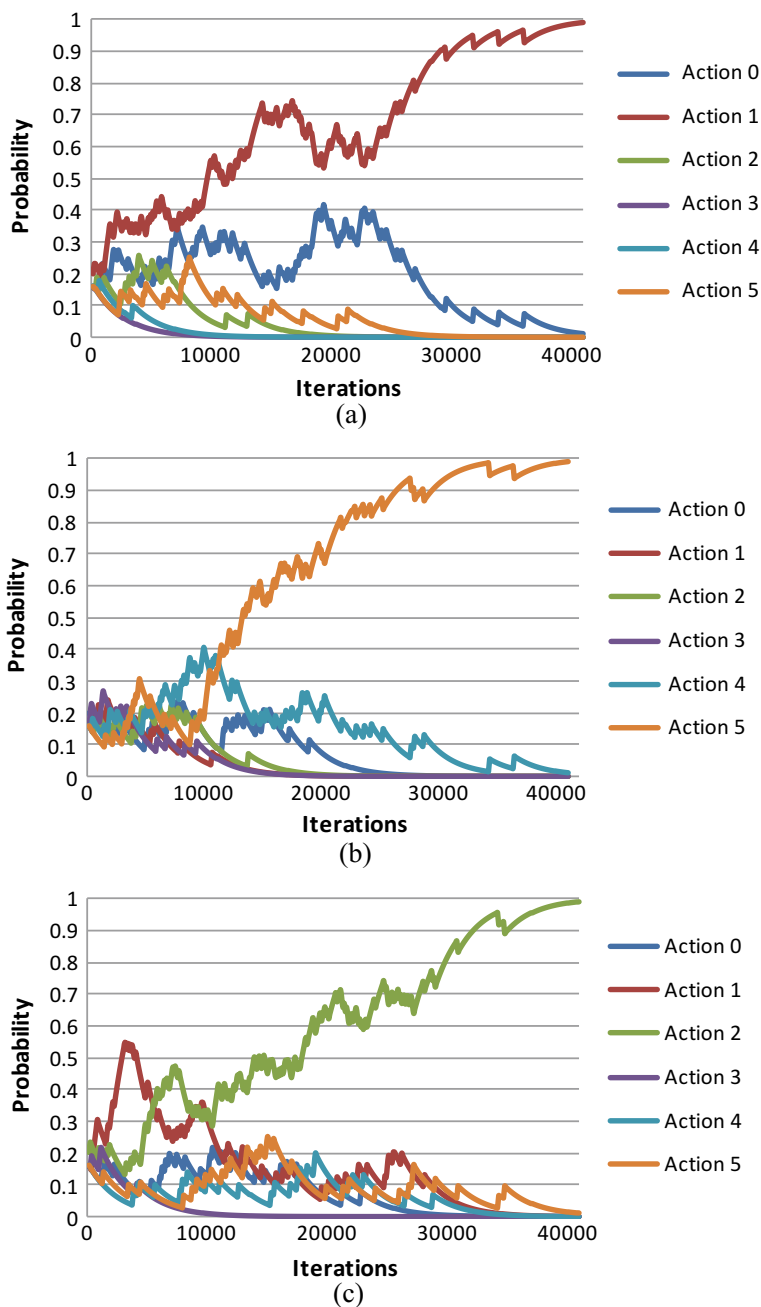 1
0.9
0.8
0.7
0.6
0.5
0.4
0.3
0.2
0.1
0
Probability
0 10000 20000 30000 40000
Iterations
Action 0
Action 1
Action 2
Action 3
Action 4
Action 5
(a)
1
0.9
0.8
0.7
0.6
0.5
0.4
0.3
0.2
0.1
0
Probability
0 10000 20000 30000 40000
Iterations
Action 0
Action 1
Action 2
Action 3
Action 4
Action 5
(b)
1
0.9
0.8
0.7
0.6
0.5
0.4
0.3
0.2
0.1
0
Probability
0 10000 20000 30000 40000
Iterations
Action 0
Action 1
Action 2
Action 3
Action 4
Action 5
(c)